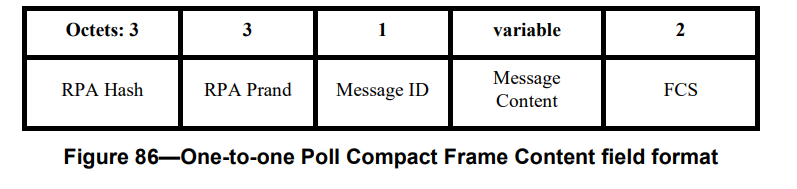 Octets: 3 3 1 variable 2
RPA Hash RPA Prand Message ID Message Content FCS
Figure 86—One-to-one Poll Compact Frame Content field format